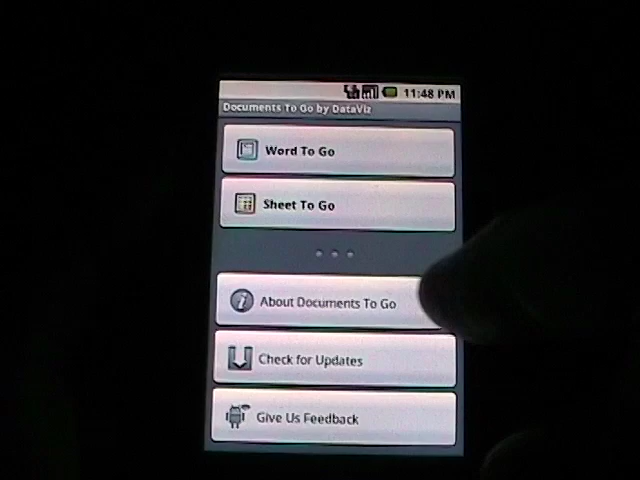 11:48 PM
Documents To Go by DataViz
Word To Go
Sheet To Go
About Documents To Go
Check for Updates
Give Us Feedback